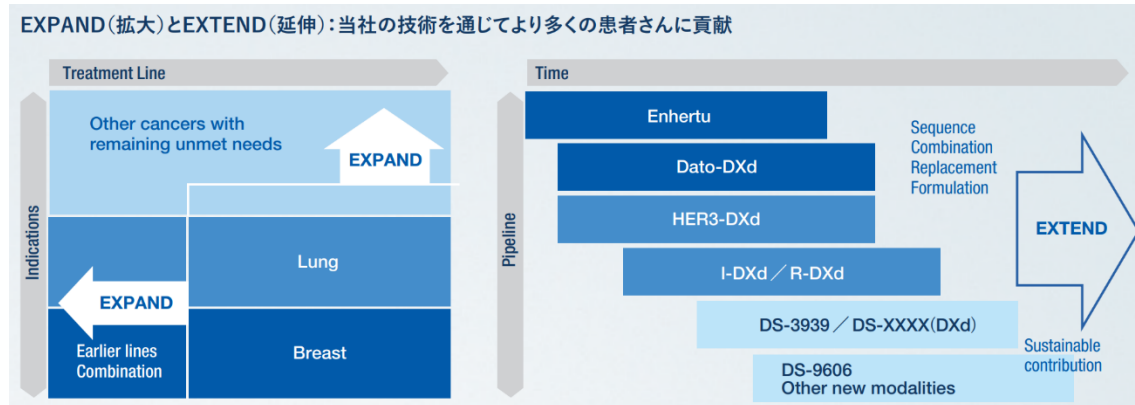 EXPAND(拡大)とEXTEND(延伸):当社の技術を通じてより多くの患者さんに貢献
Treatment Line
Indications
Other cancers with
remaining unmet needs
EXPAND
Lung
EXPAND
Earlier lines
Combination
Breast
Time
Pipeline
Enhertu
Dato-DXd
HER3-DXd
I-DXd／R-DXd
DS-3939／DS-XXXX(DXd)
DS-9606
Other new modalities
Sequence
Combination
Replacement
Formulation
EXTEND
Sustainable
contribution